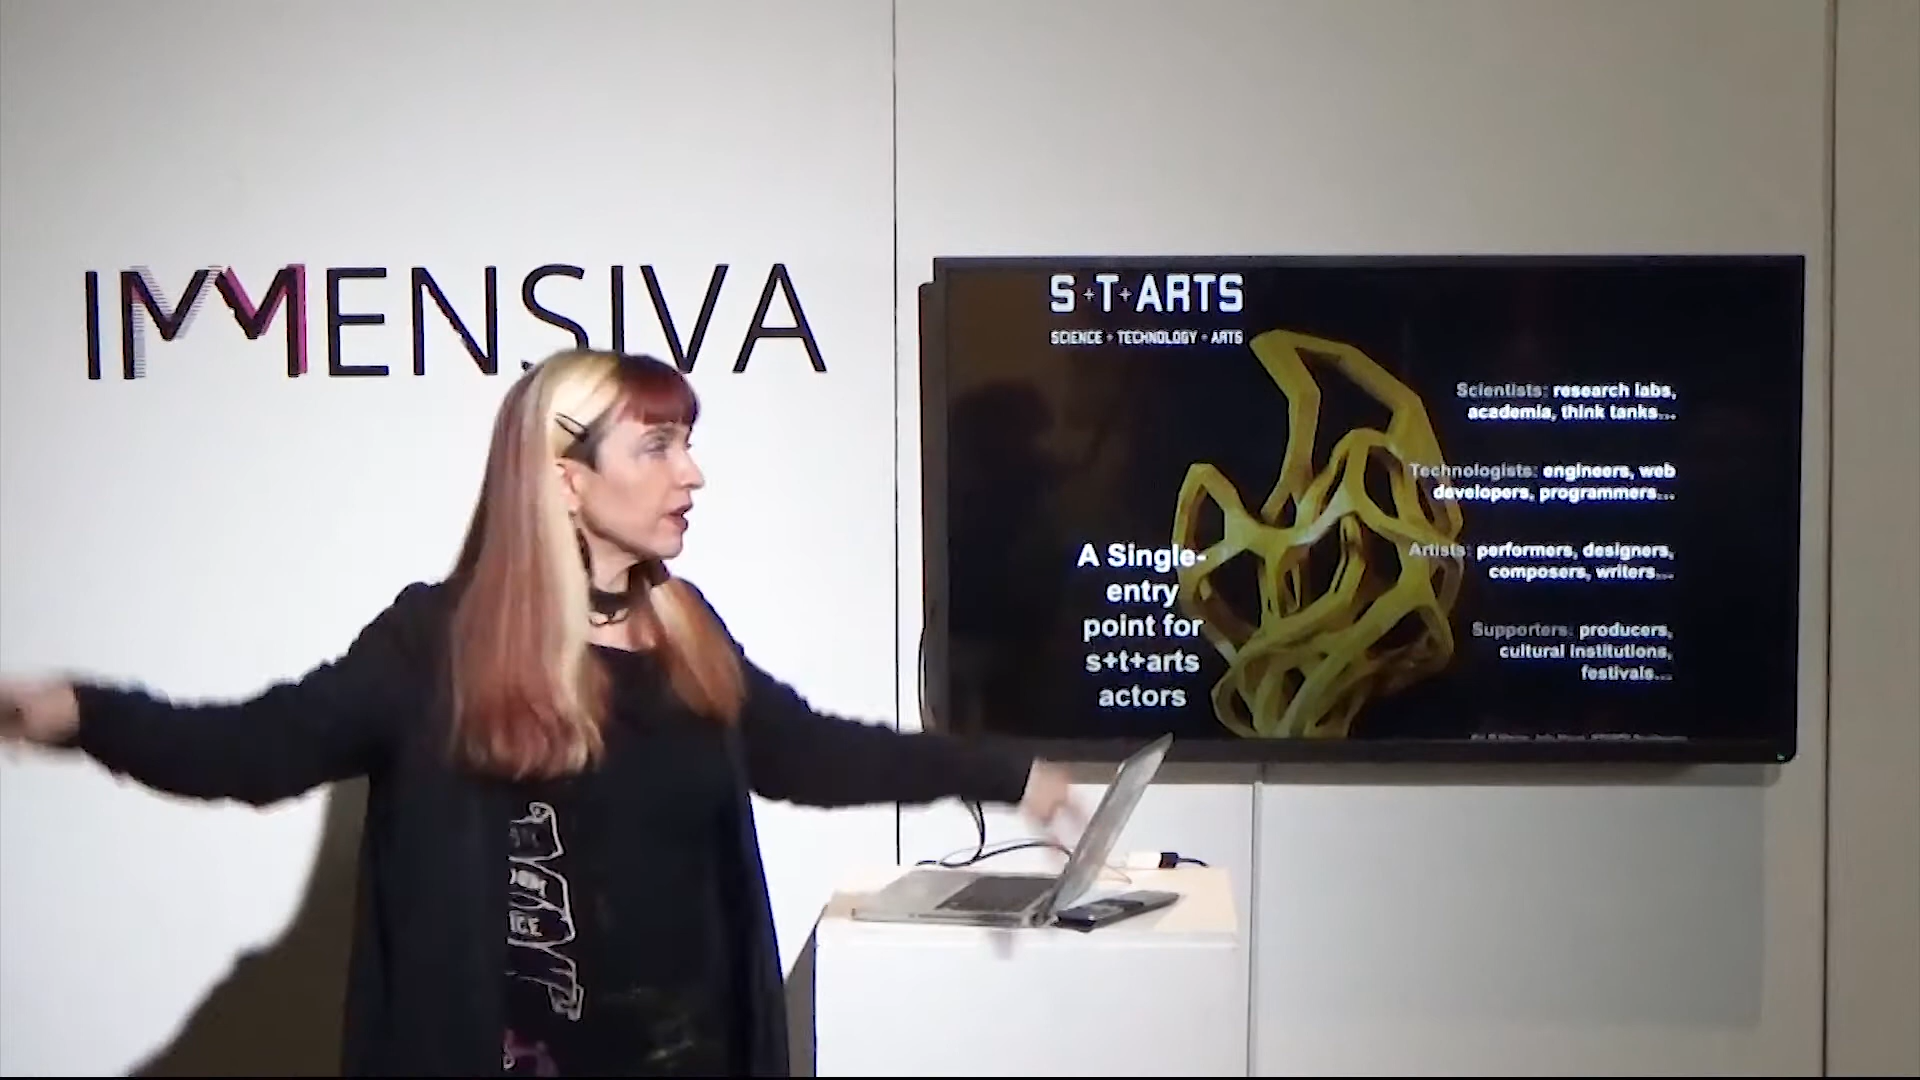 IMMENSIVA
S+T+ARTS
SCIENCE + TECHNOLOGY + ARTS
A Single-
entry
point for
s+t+arts
actors
Scientists: research labs,
academia, think tanks...
Technologists: engineers, web
developers, programmers...
Artists: performers, designers,
composers, writers...
Supporters: producers,
cultural institutions,
festivals...